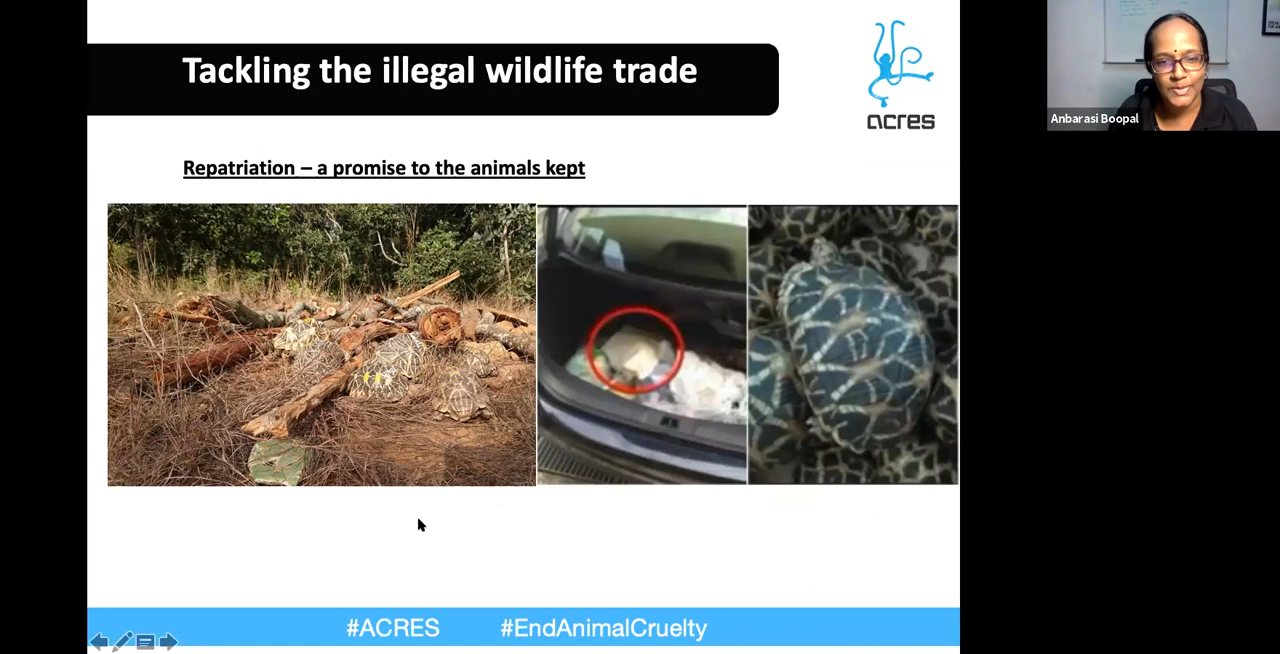 Tackling the illegal wildlife trade
acres
Anbarasi Boopal
Repatriation – a promise to the animals kept
#ACRES #EndAnimalCruelty